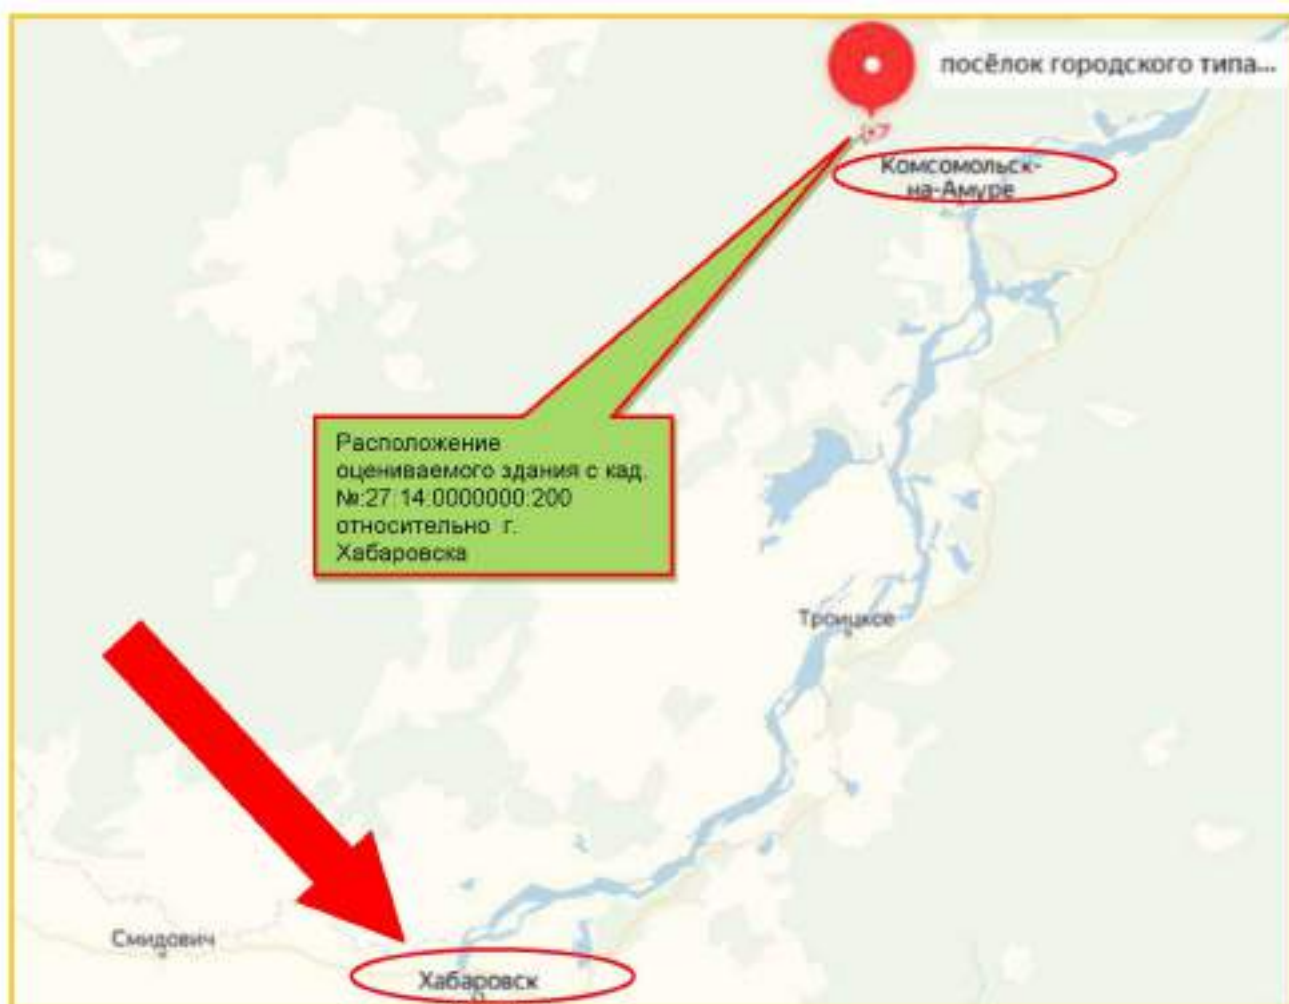 посёлок городского типа...
Комсомольск-
на-Амуре
Расположение
оцениваемого здания с кад.
№:27:14:0000000:200
относительно г.
Хабаровска
Троицкое
Смидович
Хабаровск